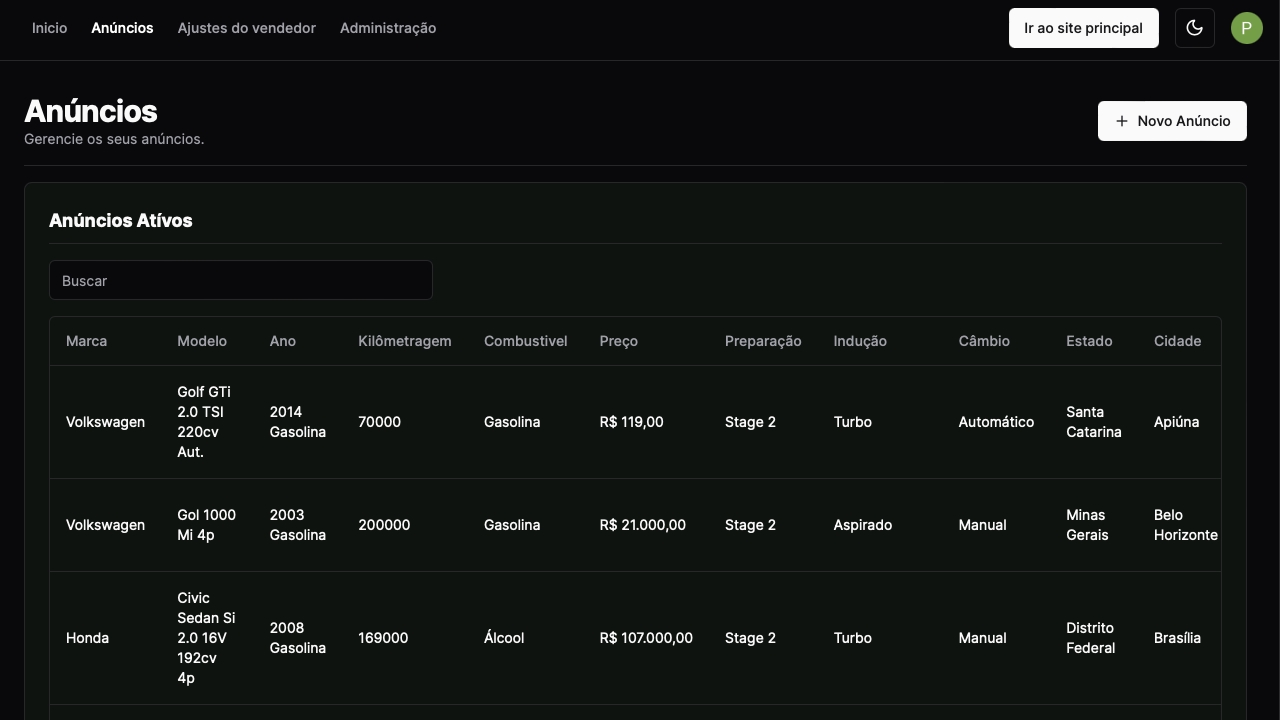 Inicio Anúncios Ajustes do vendedor Administração Ir ao site principal P
Anúncios
Gerencie os seus anúncios.
Novo Anúncio
Anúncios Atívos
Buscar
Marca Modelo Ano Kilômetragem Combustivel Preço Preparação Indução Câmbio Estado Cidade
Golf GTi
2.0 TSI
220cv
Aut.
Volkswagen 2014
Gasolina 70000 Gasolina R$ 119,00 Stage 2 Turbo Automático Santa
Catarina Apiúna
Volkswagen Gol 1000
Mi 4p 2003
Gasolina 200000 Gasolina R$ 21.000,00 Stage 2 Aspirado Manual Minas
Gerais Belo
Horizonte
Civic
Sedan Si
2.0 16V
192cv
4p
Honda 2008
Gasolina 169000 Álcool R$ 107.000,00 Stage 2 Turbo Manual Distrito
Federal Brasília